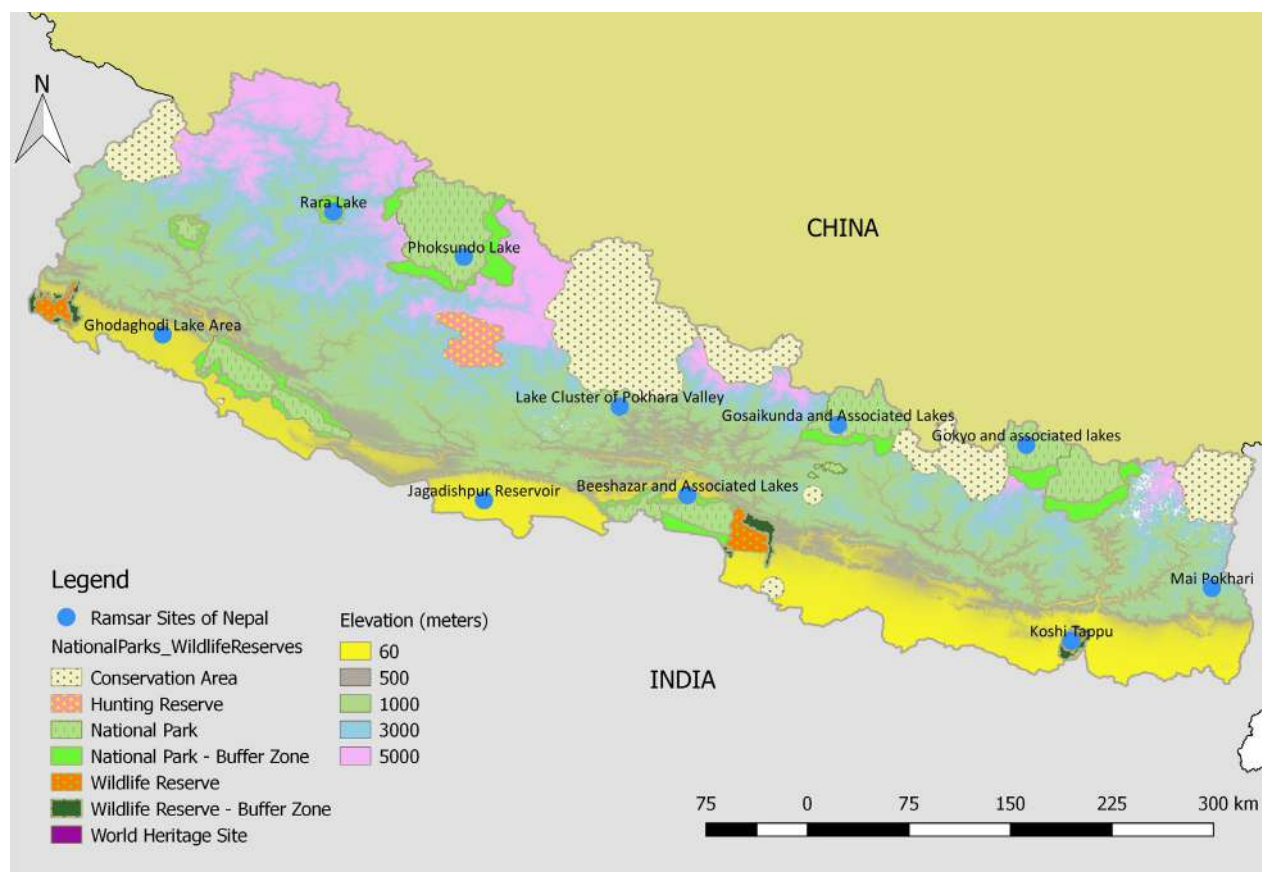 N
Rara Lake
CHINA
Phoksundo Lake
Ghodaghodi Lake Area
Lake Cluster of Pokhara Valley
Gosaikunda and Associated Lakes
Gokyo and associated lakes
Jagadishpur Reservoir
Beeshazar and Associated Lakes
Mai Pokhari
Koshi Tappu
INDIA
Legend
Ramsar Sites of Nepal
NationalParks_WildlifeReserves
Conservation Area
Hunting Reserve
National Park
National Park - Buffer Zone
Wildlife Reserve
Wildlife Reserve - Buffer Zone
World Heritage Site
Elevation (meters)
60
500
1000
3000
5000
75 0 75 150 225 300 km